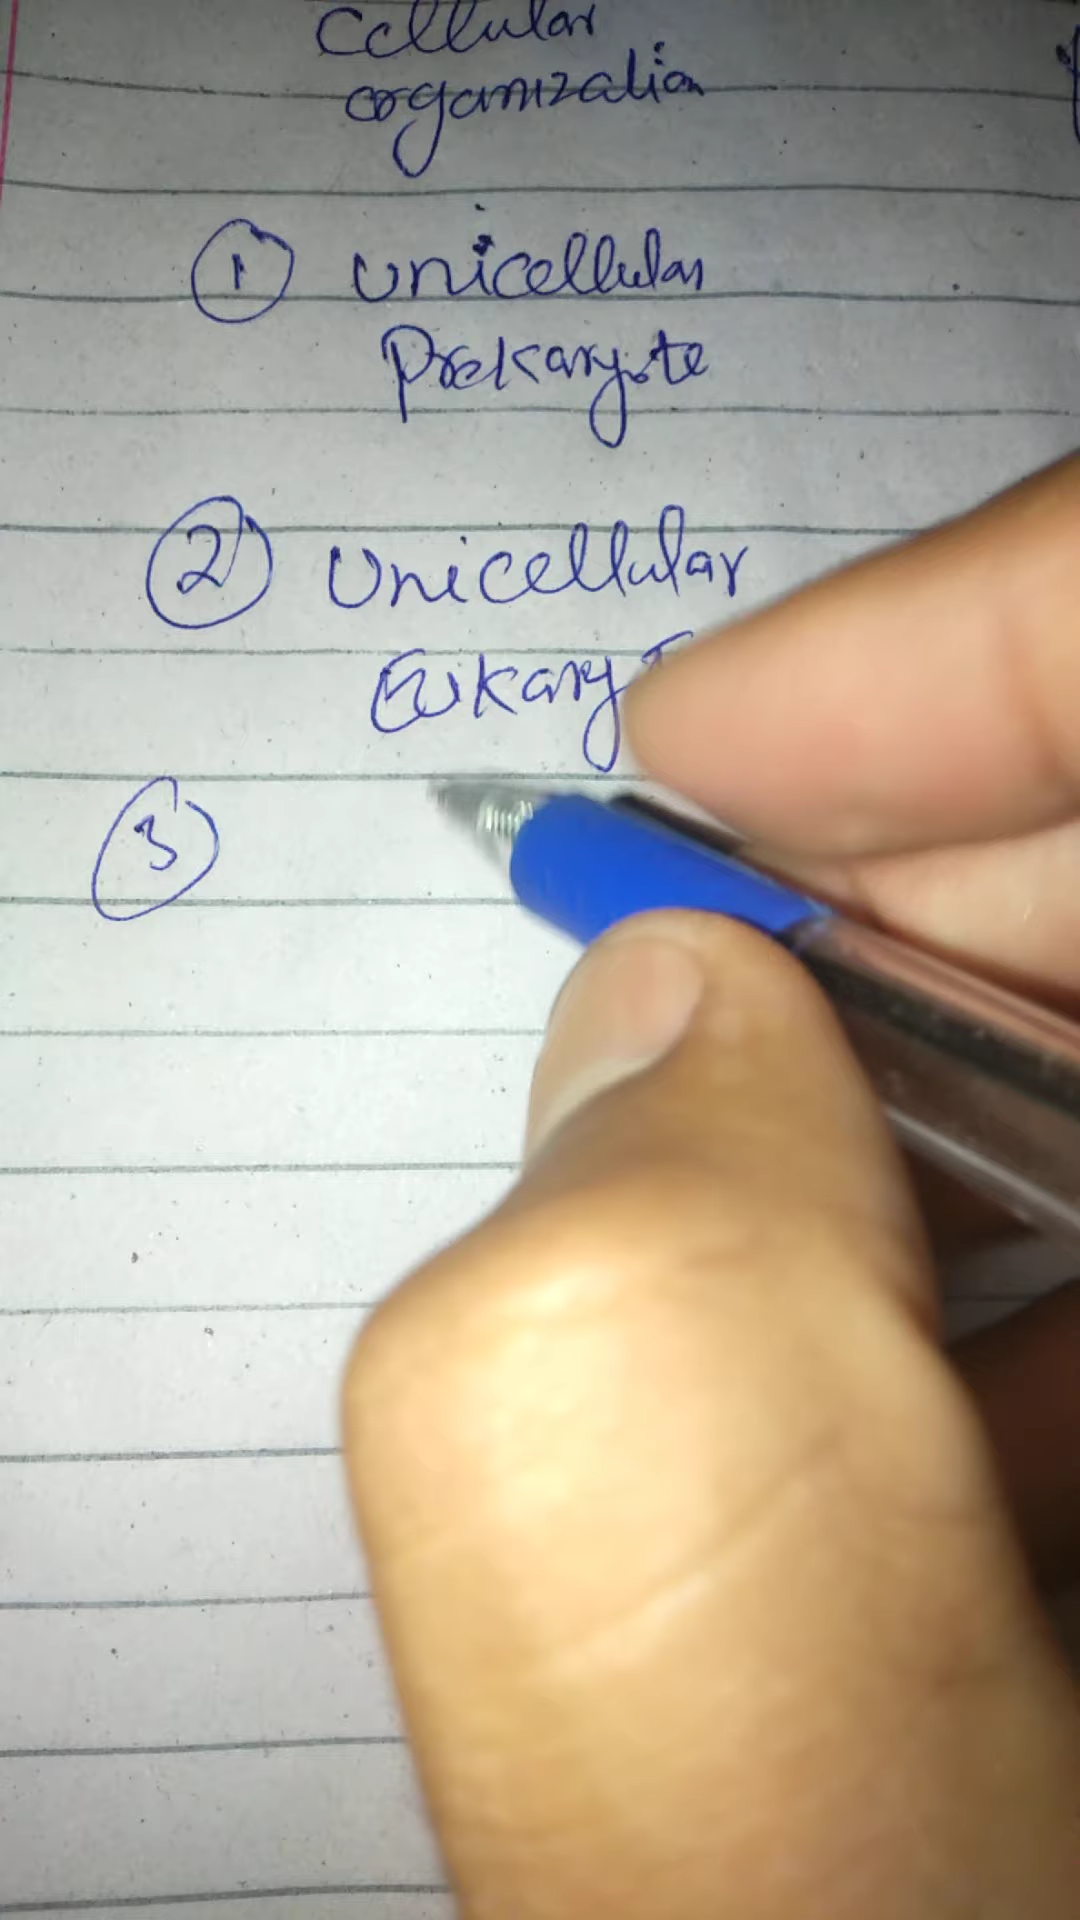 Cellular
organization
① Unicellular
Prokaryote
② Unicellular
③